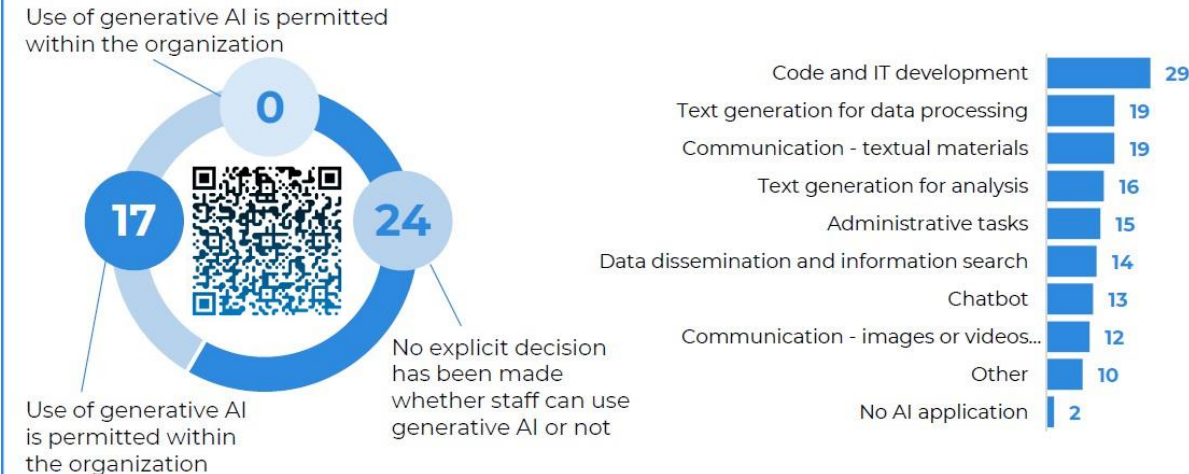 Use of generative AI is permitted
within the organization
0
17
24
No explicit decision
has been made
whether staff can use
generative AI or not
Use of generative AI
is permitted within
the organization
Code and IT development 29
Text generation for data processing 19
Communication - textual materials 19
Text generation for analysis 16
Administrative tasks 15
Data dissemination and information search 14
Chatbot 13
Communication - images or videos... 12
Other 10
No AI application 2